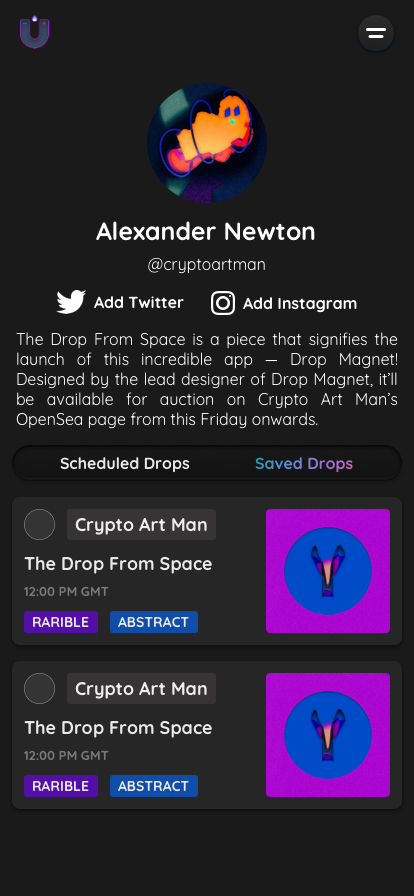 Alexander Newton
@cryptoartman
Add Twitter
Add Instagram
The Drop From Space is a piece that signifies the
launch of this incredible app — Drop Magnet!
Designed by the lead designer of Drop Magnet, it’ll
be available for auction on Crypto Art Man’s
OpenSea page from this Friday onwards.
Scheduled Drops
Saved Drops
Crypto Art Man
The Drop From Space
12:00 PM GMT
RARIBLE
ABSTRACT
Crypto Art Man
The Drop From Space
12:00 PM GMT
RARIBLE
ABSTRACT